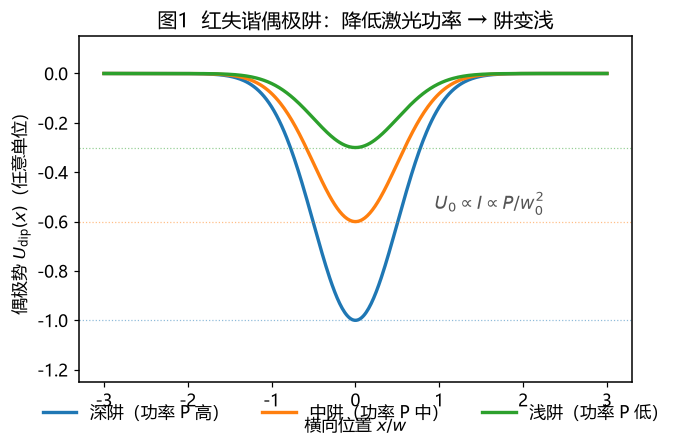 图1 红失谐偶极阱：降低激光功率 → 阱变浅
偶极势 U_dip(x)（任意单位）
0.0
-0.2
-0.4
-0.6
-0.8
-1.0
-1.2
U₀ ∝ I ∝ P/w₀²
-3 -2 -1 0 1 2 3
深阱（功率 P 高） 中阱（功率 P 中） 浅阱（功率 P 低）
横向位置 x/w